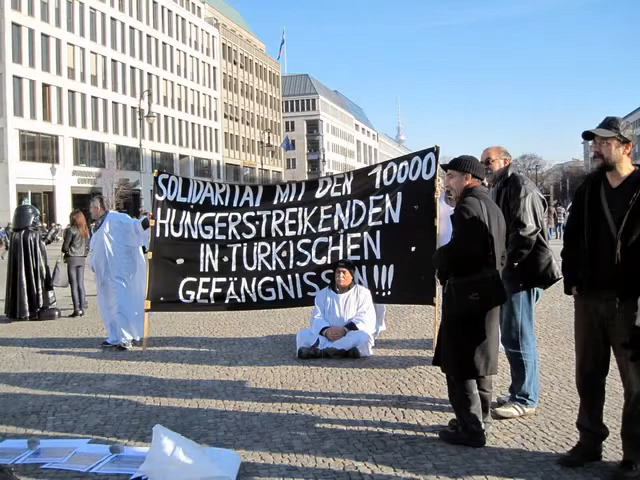 SOLIDARITÄT MIT DEN 10000
HUNGERSTREIKENDEN
IN·TÜRKISCHEN
GEFÄNGNISSEN!!!